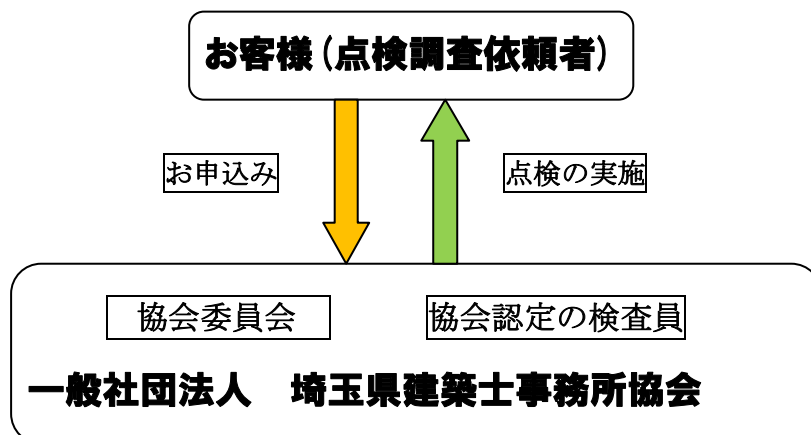 お客様（点検調査依頼者）
お申込み
点検の実施
協会委員会
協会認定の検査員
一般社団法人　埼玉県建築士事務所協会